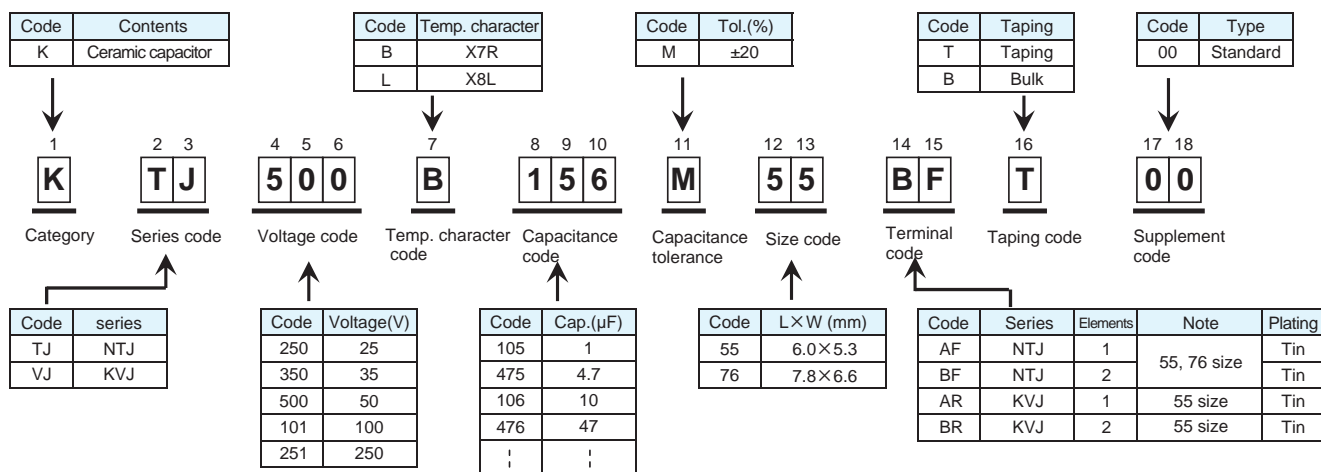 Code Contents
K Ceramic capacitor
Code Temp. character
B X7R
L X8L
Code Tol.(%)
M ±20
Code Taping
T Taping
B Bulk
Code Type
00 Standard
1 2 3 4 5 6 7 8 9 10 11 12 13 14 15 16 17 18
K T J 5 0 0 B 1 5 6 M 5 5 B F T 0 0
Category
Series code
Voltage code
Temp. character
code
Capacitance
code
Capacitance
tolerance
Size code
Terminal
code
Taping code
Supplement
code
Code series
TJ NTJ
VJ KVJ
Code Voltage(V)
250 25
350 35
500 50
101 100
251 250
Code Cap.(μF)
105 1
475 4.7
106 10
476 47
Code L×W (mm)
55 6.0×5.3
76 7.8×6.6
Code Series Elements Note Plating
AF NTJ 1 55, 76 size Tin
BF NTJ 2 Tin
AR KVJ 1 55 size Tin
BR KVJ 2 55 size Tin